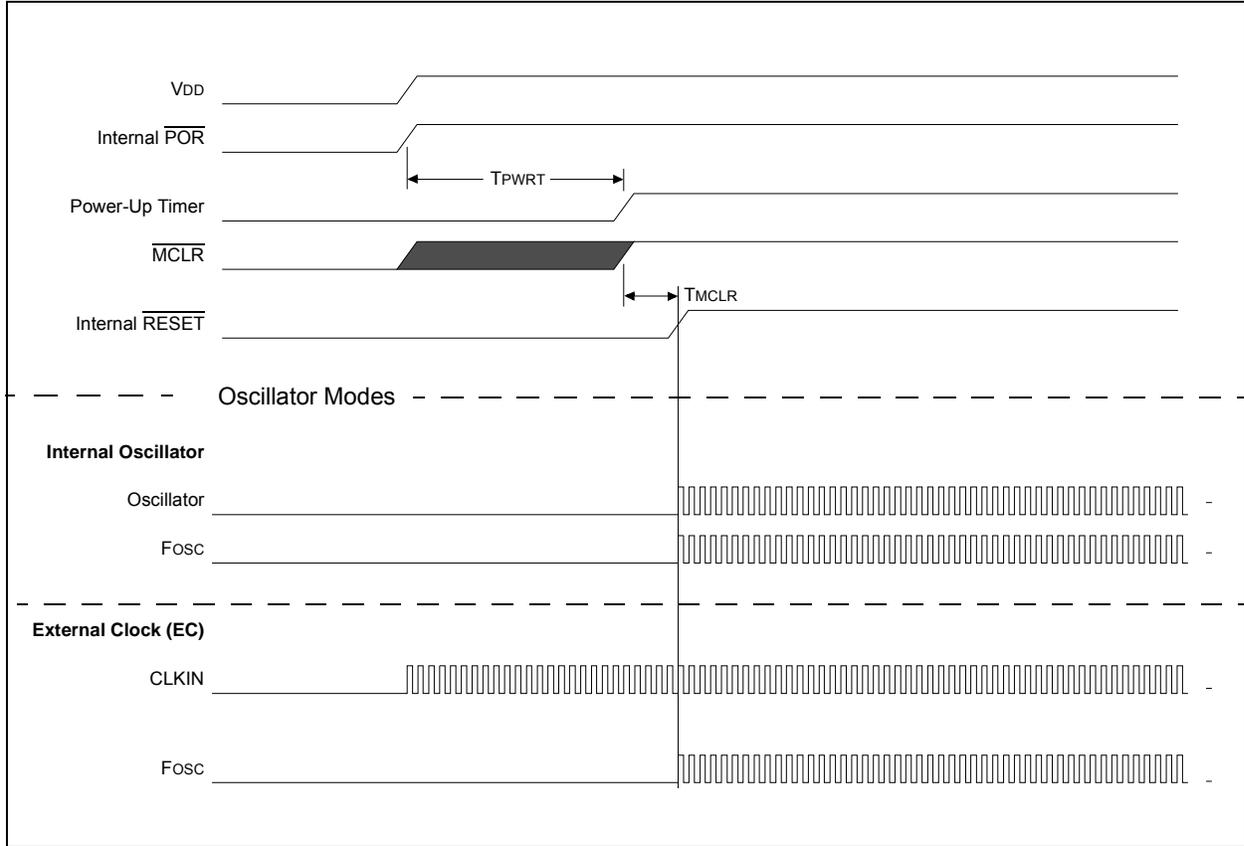 VDD
Internal POR
TPWRT
Power-Up Timer
MCLR
TMCLR
Internal RESET
Oscillator Modes
Internal Oscillator
Oscillator
FOSC
External Clock (EC)
CLKIN
FOSC